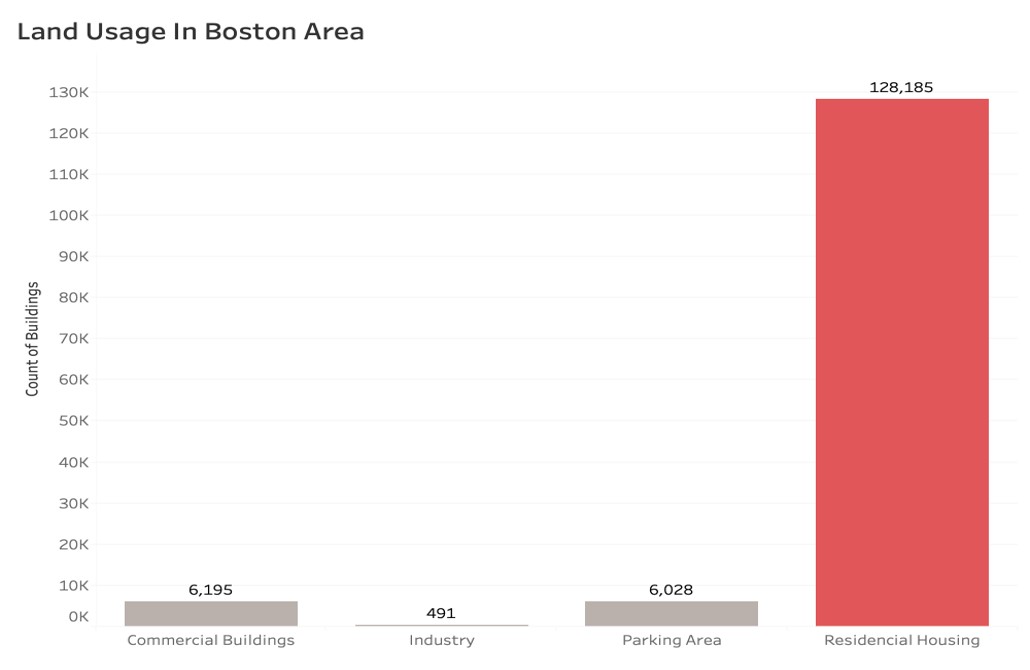 Land Usage In Boston Area
128,185
130K
120K
110K
100K
90K
80K
70K
60K
50K
40K
30K
20K
10K
0K
Count of Buildings
6,195
491
6,028
Commercial Buildings
Industry
Parking Area
Residencial Housing